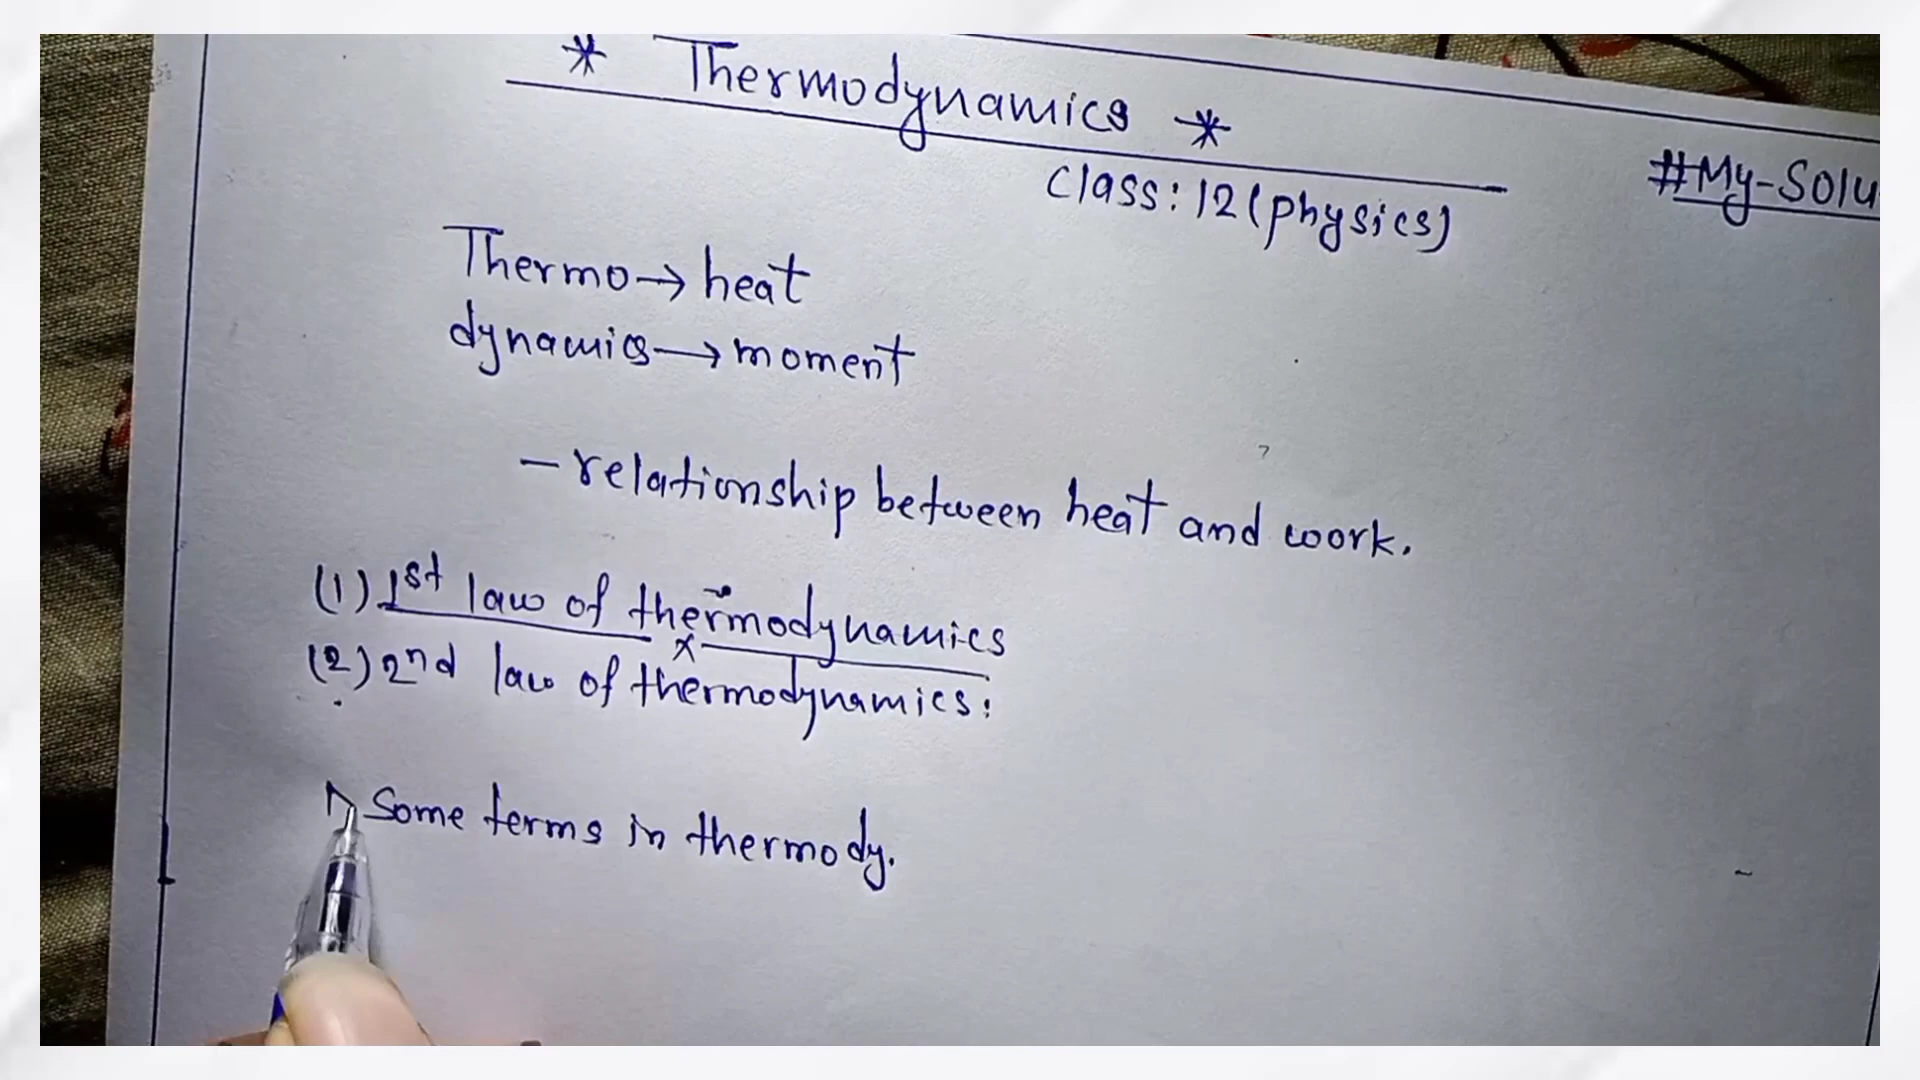 * Thermodynamics *
Class: 12 (physics)
#My-Solu
Thermo → heat
dynamics → moment
- relationship between heat and work.
(1) 1st law of thermodynamics
(2) 2nd law of thermodynamics:
Some terms in thermody.